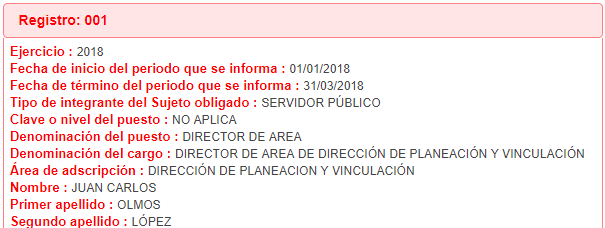 Registro: 001
Ejercicio : 2018
Fecha de inicio del periodo que se informa : 01/01/2018
Fecha de término del periodo que se informa : 31/03/2018
Tipo de integrante del Sujeto obligado : SERVIDOR PÚBLICO
Clave o nivel del puesto : NO APLICA
Denominación del puesto : DIRECTOR DE AREA
Denominación del cargo : DIRECTOR DE AREA DE DIRECCIÓN DE PLANEACIÓN Y VINCULACIÓN
Área de adscripción : DIRECCIÓN DE PLANEACION Y VINCULACIÓN
Nombre : JUAN CARLOS
Primer apellido : OLMOS
Segundo apellido : LÓPEZ